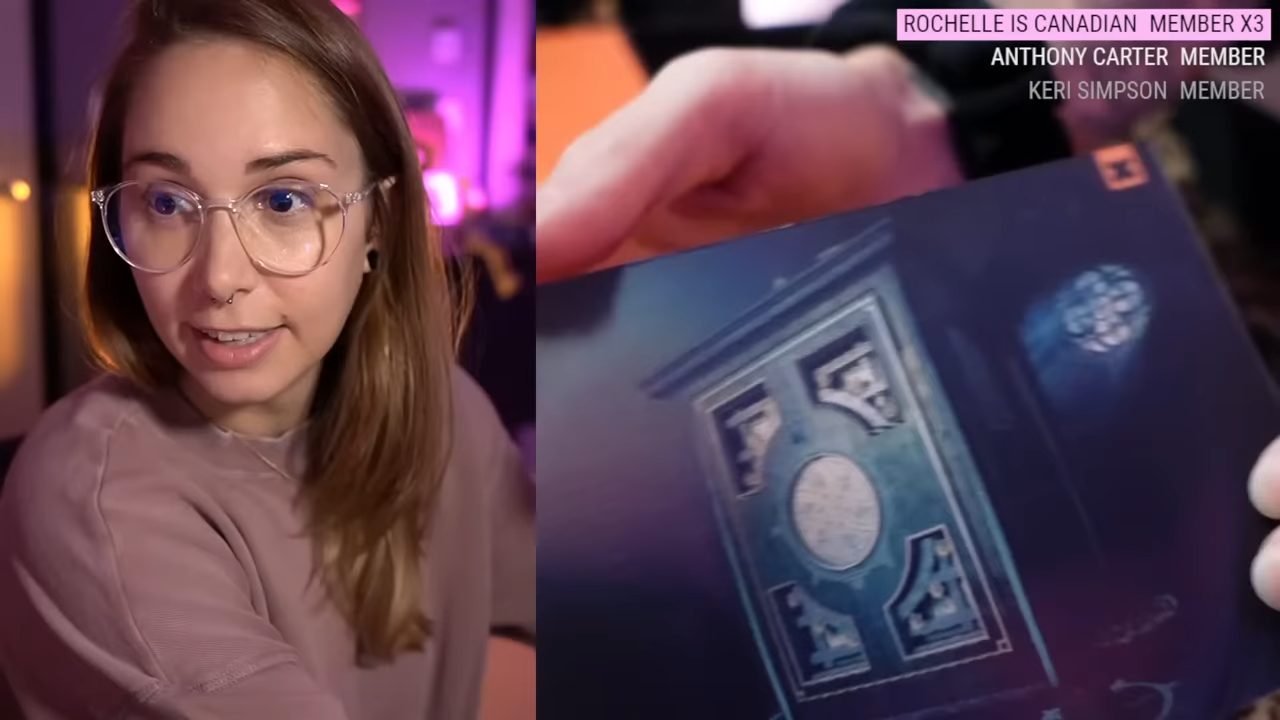 ROCHELLE IS CANADIAN MEMBER X3
ANTHONY CARTER MEMBER
KERI SIMPSON MEMBER
X